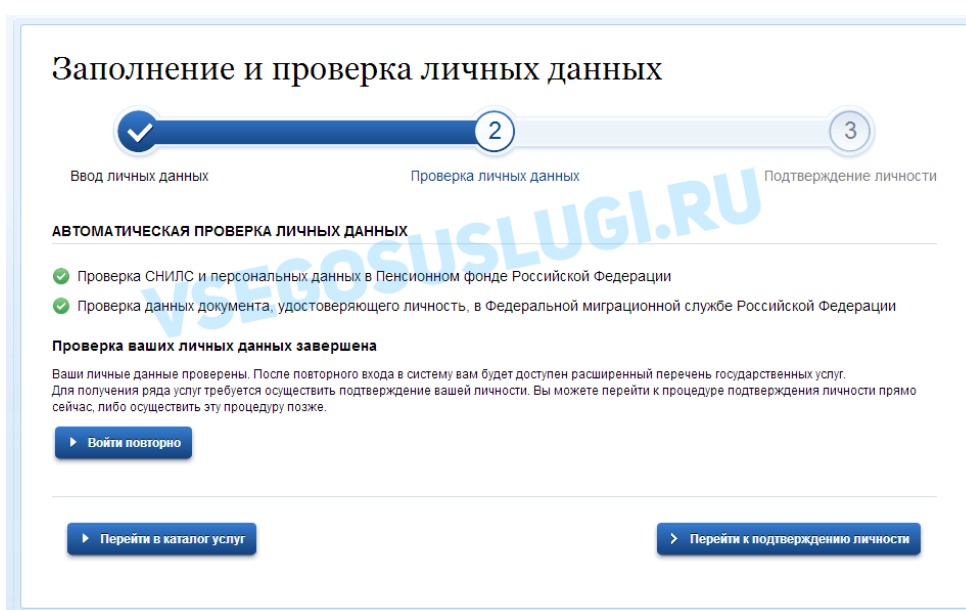 Заполнение и проверка личных данных
2
3
Ввод личных данных
Проверка личных данных
Подтверждение личности
АВТОМАТИЧЕСКАЯ ПРОВЕРКА ЛИЧНЫХ ДАННЫХ
VSEGOSUSLUGI.RU
Проверка СНИЛС и персональных данных в Пенсионном фонде Российской Федерации
Проверка данных документа, удостоверяющего личность, в Федеральной миграционной службе Российской Федерации
Проверка ваших личных данных завершена
Ваши личные данные проверены. После повторного входа в систему вам будет доступен расширенный перечень государственных услуг.
Для получения ряда услуг требуется осуществить подтверждение вашей личности. Вы можете перейти к процедуре подтверждения личности прямо
сейчас, либо осуществить эту процедуру позже.
Войти повторно
Перейти в каталог услуг
Перейти к подтверждению личности